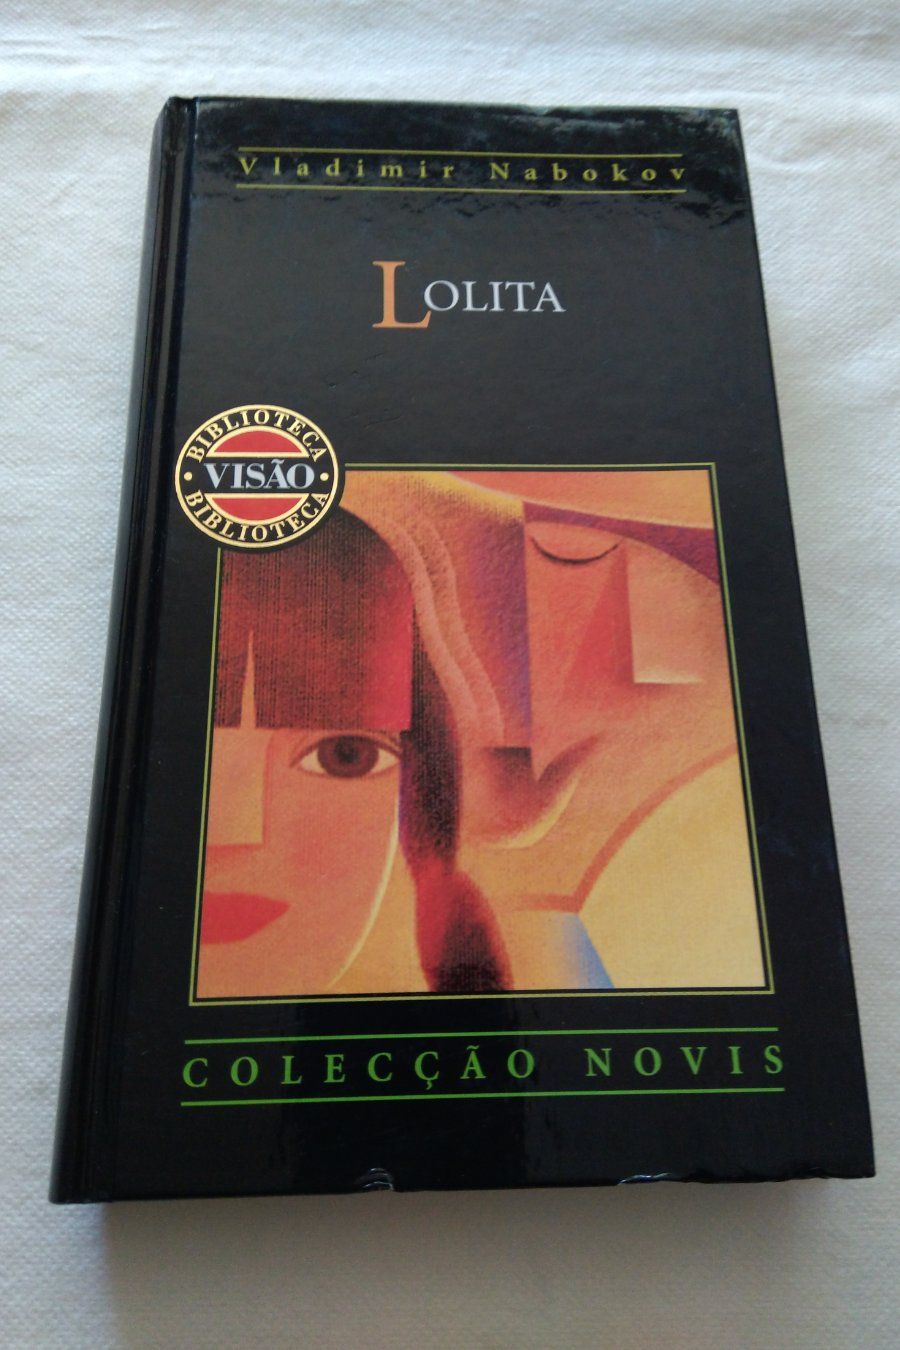 Vladimir Nabokov
LOLITA
BIBLIOTECA
VISÃO
BIBLIOTECA
COLECÇÃO NOVIS